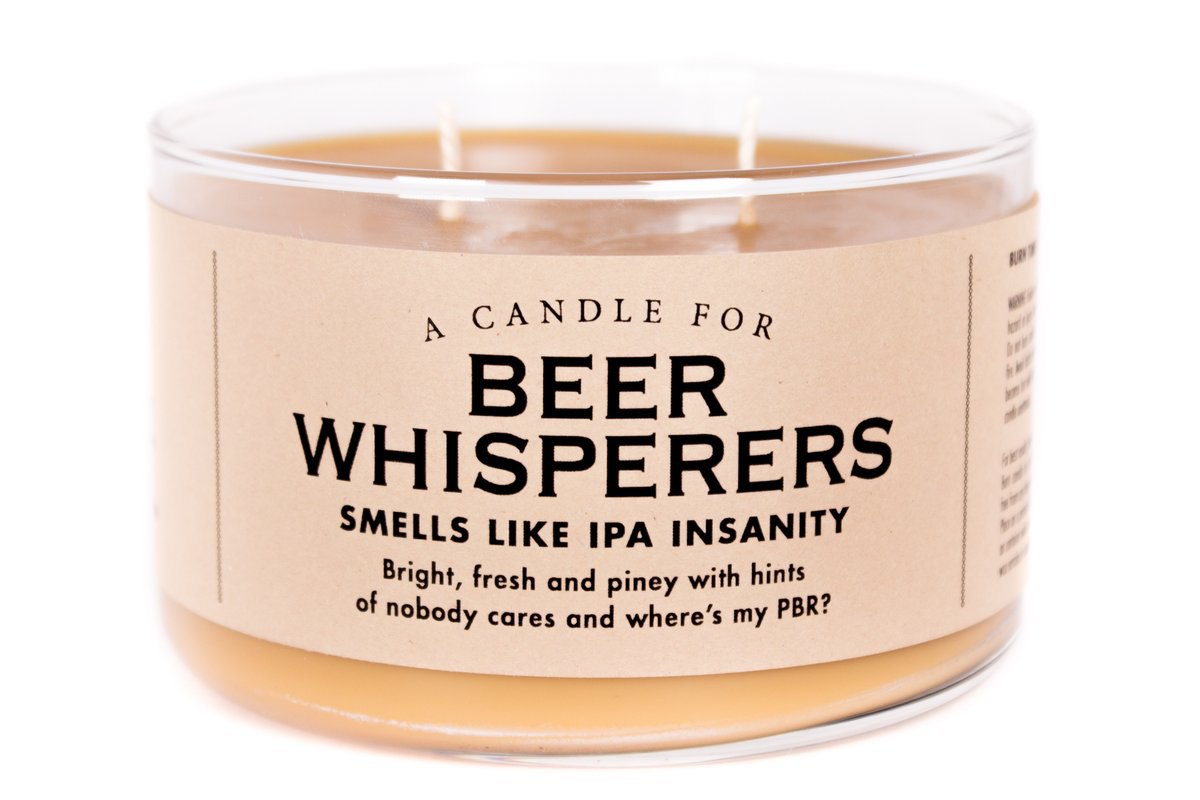 A CANDLE FOR
BEER
WHISPERERS
SMELLS LIKE IPA INSANITY
Bright, fresh and piney with hints
of nobody cares and where's my PBR?
BURN